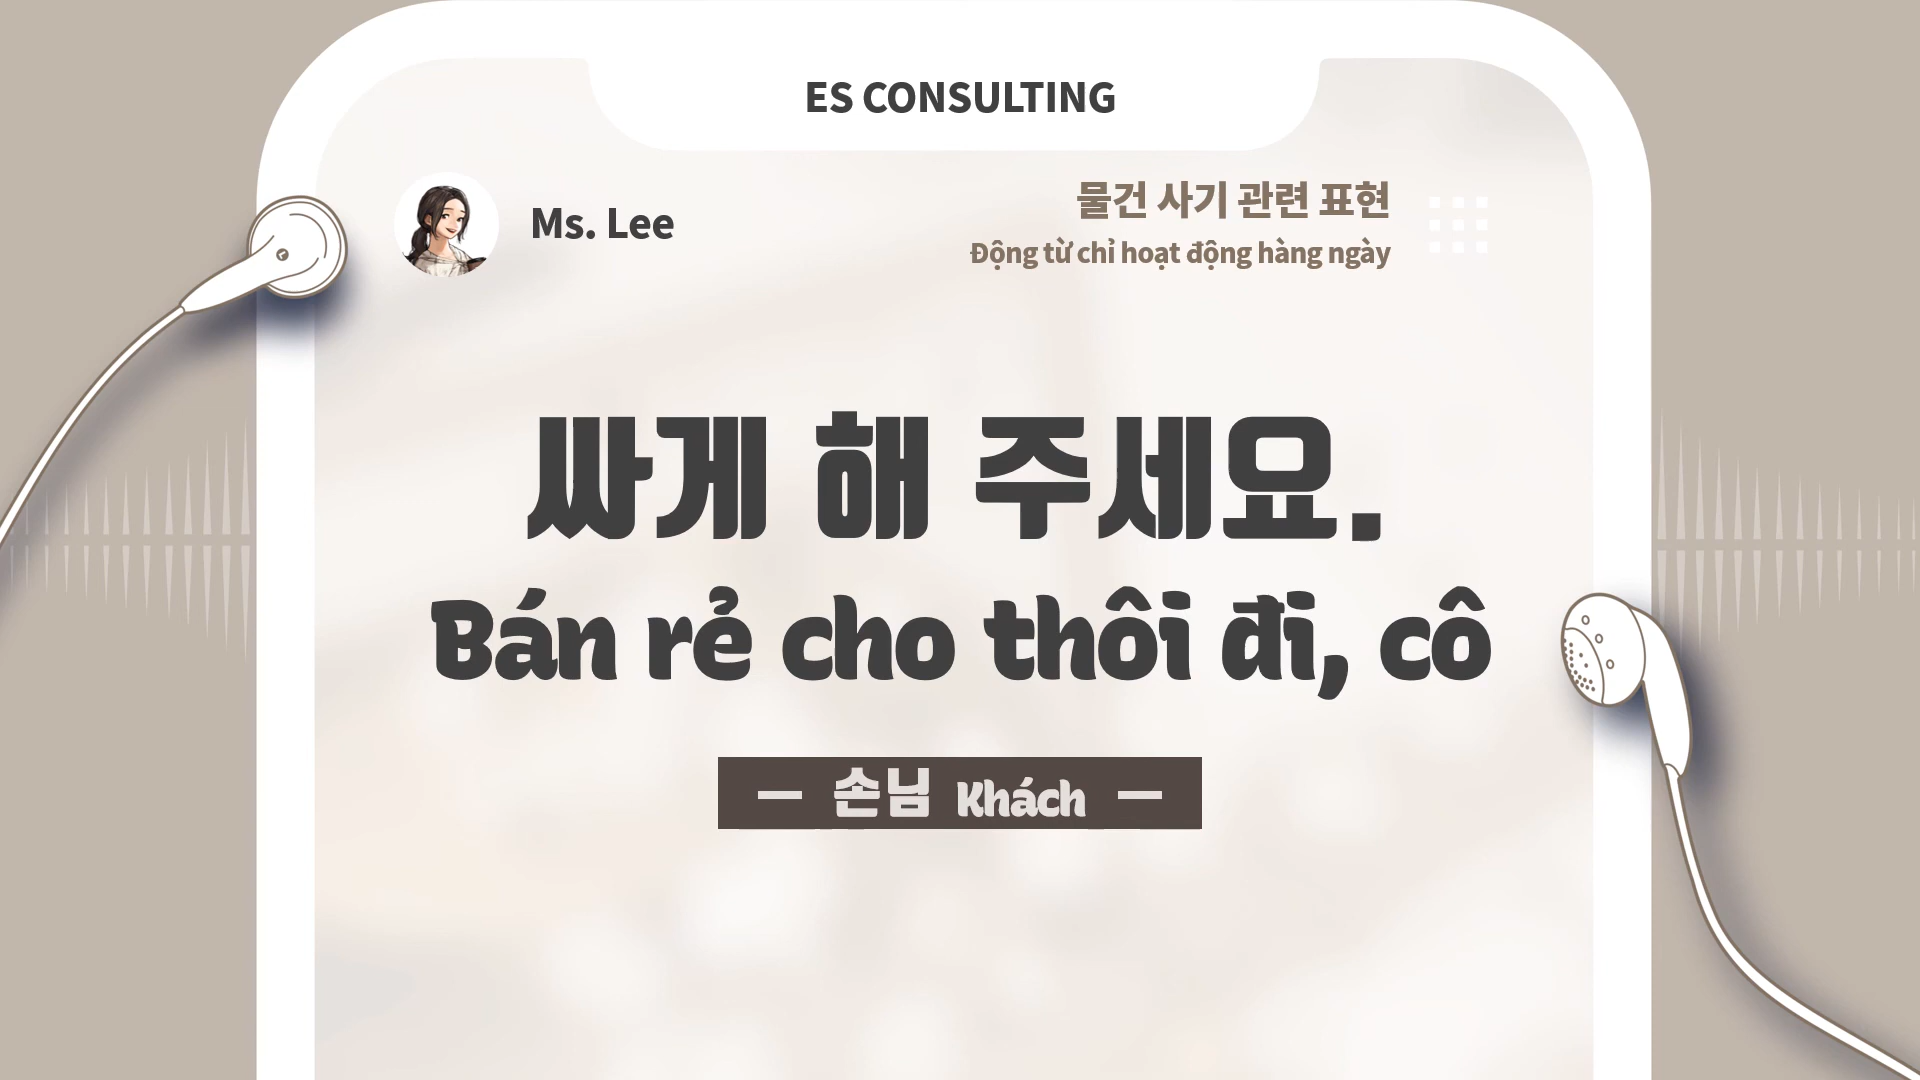 ES CONSULTING
Ms. Lee
물건 사기 관련 표현
Động từ chỉ hoạt động hàng ngày
싸게 해 주세요.
Bán rẻ cho thôi đi, cô
손님 Khách